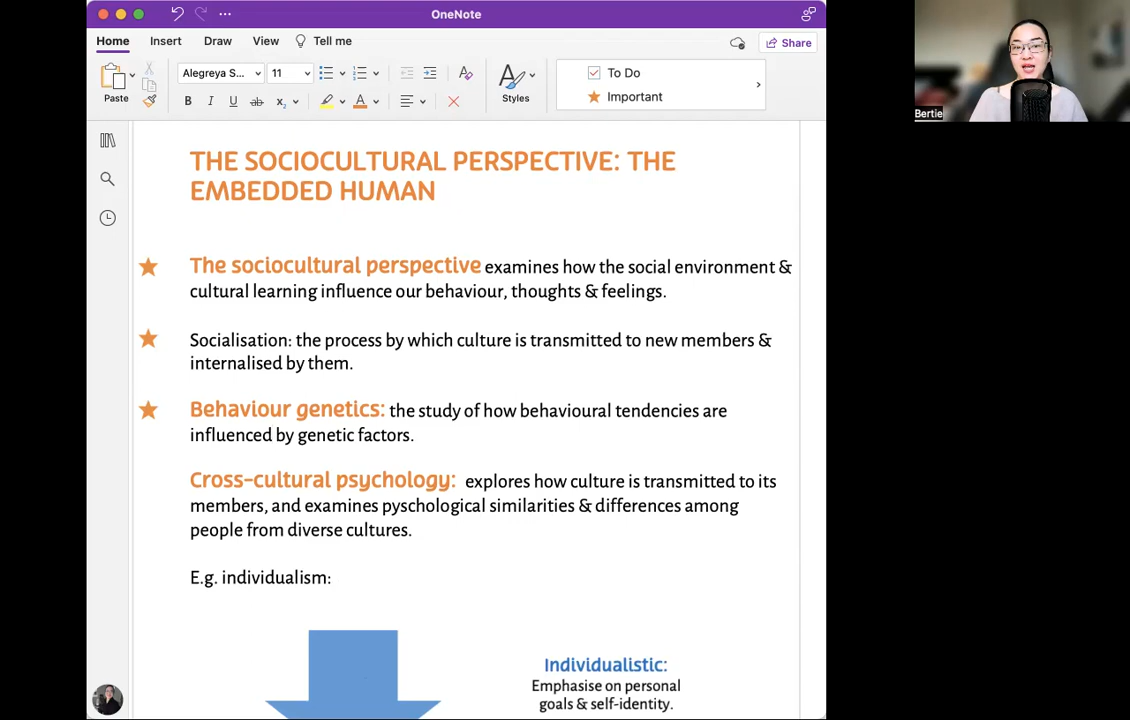 OneNote
Home Insert Draw View Tell me
Share
Paste
Alegreya S... 11
B I U ab x₂ A
Styles
To Do
Important
Bertie
THE SOCIOCULTURAL PERSPECTIVE: THE
EMBEDDED HUMAN
The sociocultural perspective examines how the social environment &
cultural learning influence our behaviour, thoughts & feelings.
Socialisation: the process by which culture is transmitted to new members &
internalised by them.
Behaviour genetics: the study of how behavioural tendencies are
influenced by genetic factors.
Cross-cultural psychology: explores how culture is transmitted to its
members, and examines pyschological similarities & differences among
people from diverse cultures.
E.g. individualism:
Individualistic:
Emphasise on personal
goals & self-identity.